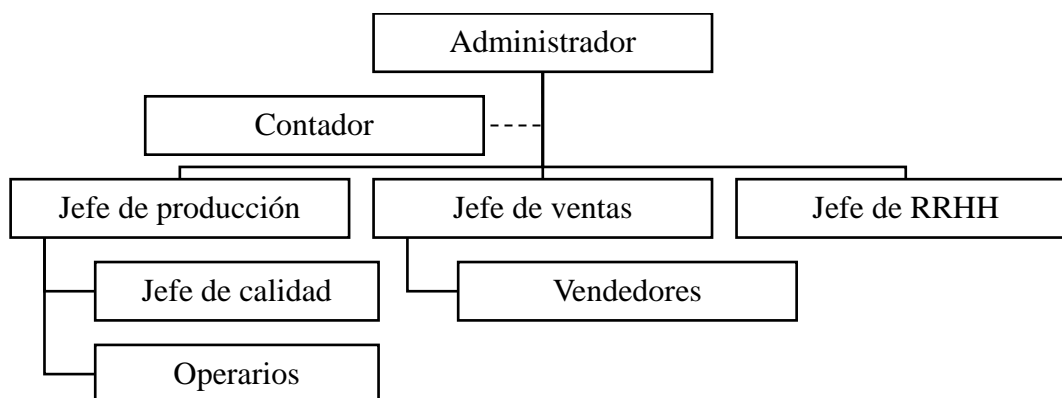 Administrador
Contador
Jefe de producción
Jefe de ventas
Jefe de RRHH
Jefe de calidad
Vendedores
Operarios